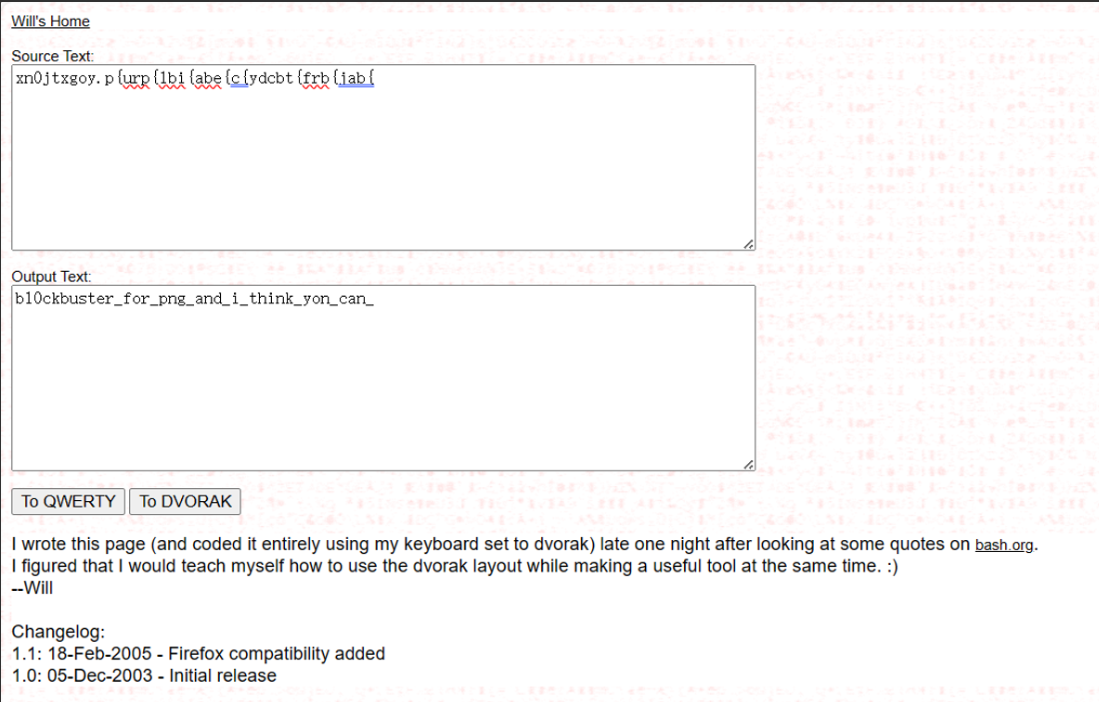 Will's Home
Source Text:
xn0jtxgoy.p{urp{lbi{abe{c{ydcbt{frb{jab{
Output Text:
bl0ckbuster_for_png_and_i_think_yon_can_
To QWERTY To DVORAK
I wrote this page (and coded it entirely using my keyboard set to dvorak) late one night after looking at some quotes on bash.org.
I figured that I would teach myself how to use the dvorak layout while making a useful tool at the same time. :)
--Will
Changelog:
1.1: 18-Feb-2005 - Firefox compatibility added
1.0: 05-Dec-2003 - Initial release